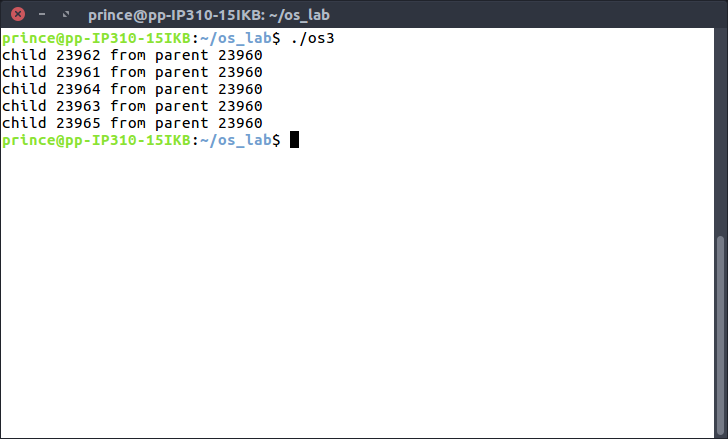 prince@pp-IP310-15IKB: ~/os_lab
prince@pp-IP310-15IKB:~/os_lab$ ./os3
child 23962 from parent 23960
child 23961 from parent 23960
child 23964 from parent 23960
child 23963 from parent 23960
child 23965 from parent 23960
prince@pp-IP310-15IKB:~/os_lab$